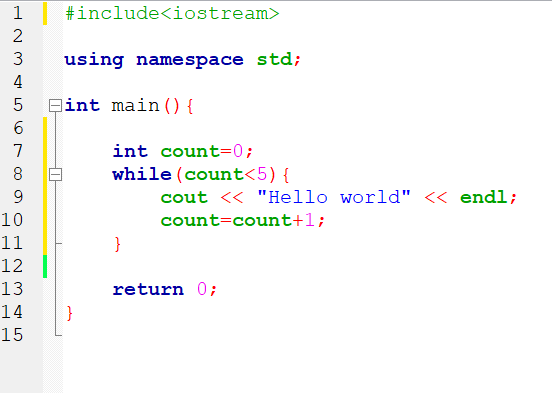 1 #include<iostream>
2
3 using namespace std;
4
5 int main(){
6
7 int count=0;
8 while(count<5){
9 cout << "Hello world" << endl;
10 count=count+1;
11 }
12
13 return 0;
14 }
15